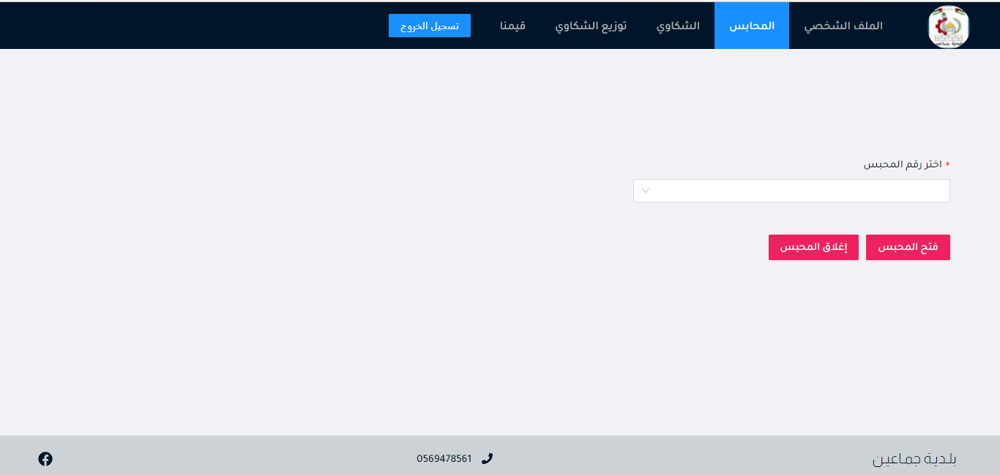 الملف الشخصي
المحابس
الشكاوي
توزيع الشكاوي
قيمنا
تسجيل الخروج
* اختر رقم المحبس
فتح المحبس
إغلاق المحبس
بلدية جماعين
0569478561